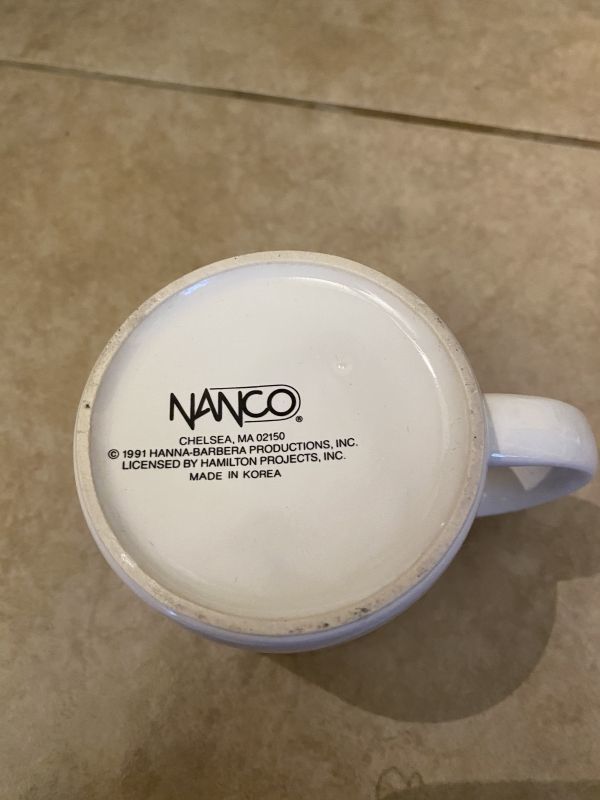 NANCO®
CHELSEA, MA 02150
© 1991 HANNA-BARBERA PRODUCTIONS, INC.
LICENSED BY HAMILTON PROJECTS, INC.
MADE IN KOREA